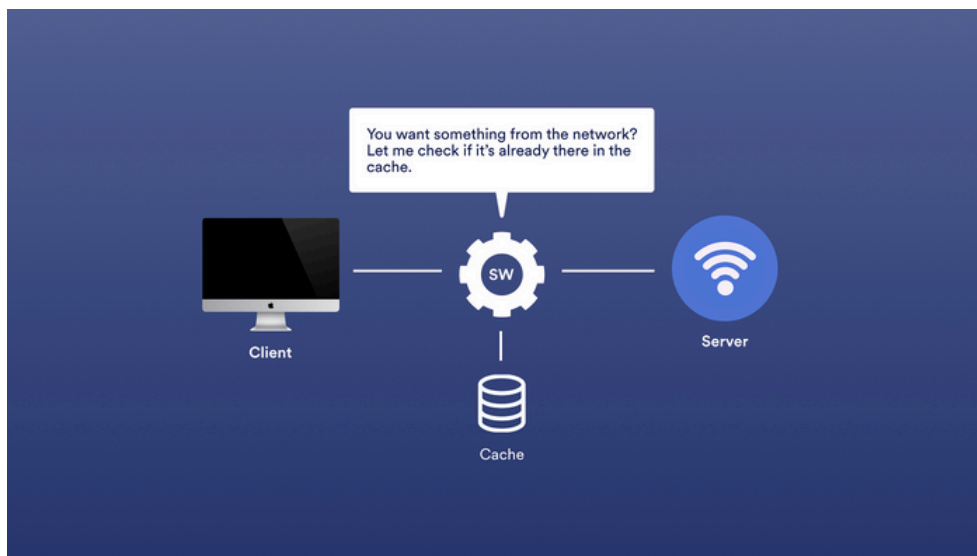 You want something from the network?
Let me check if it's already there in the
cache.
SW
Client
Server
Cache